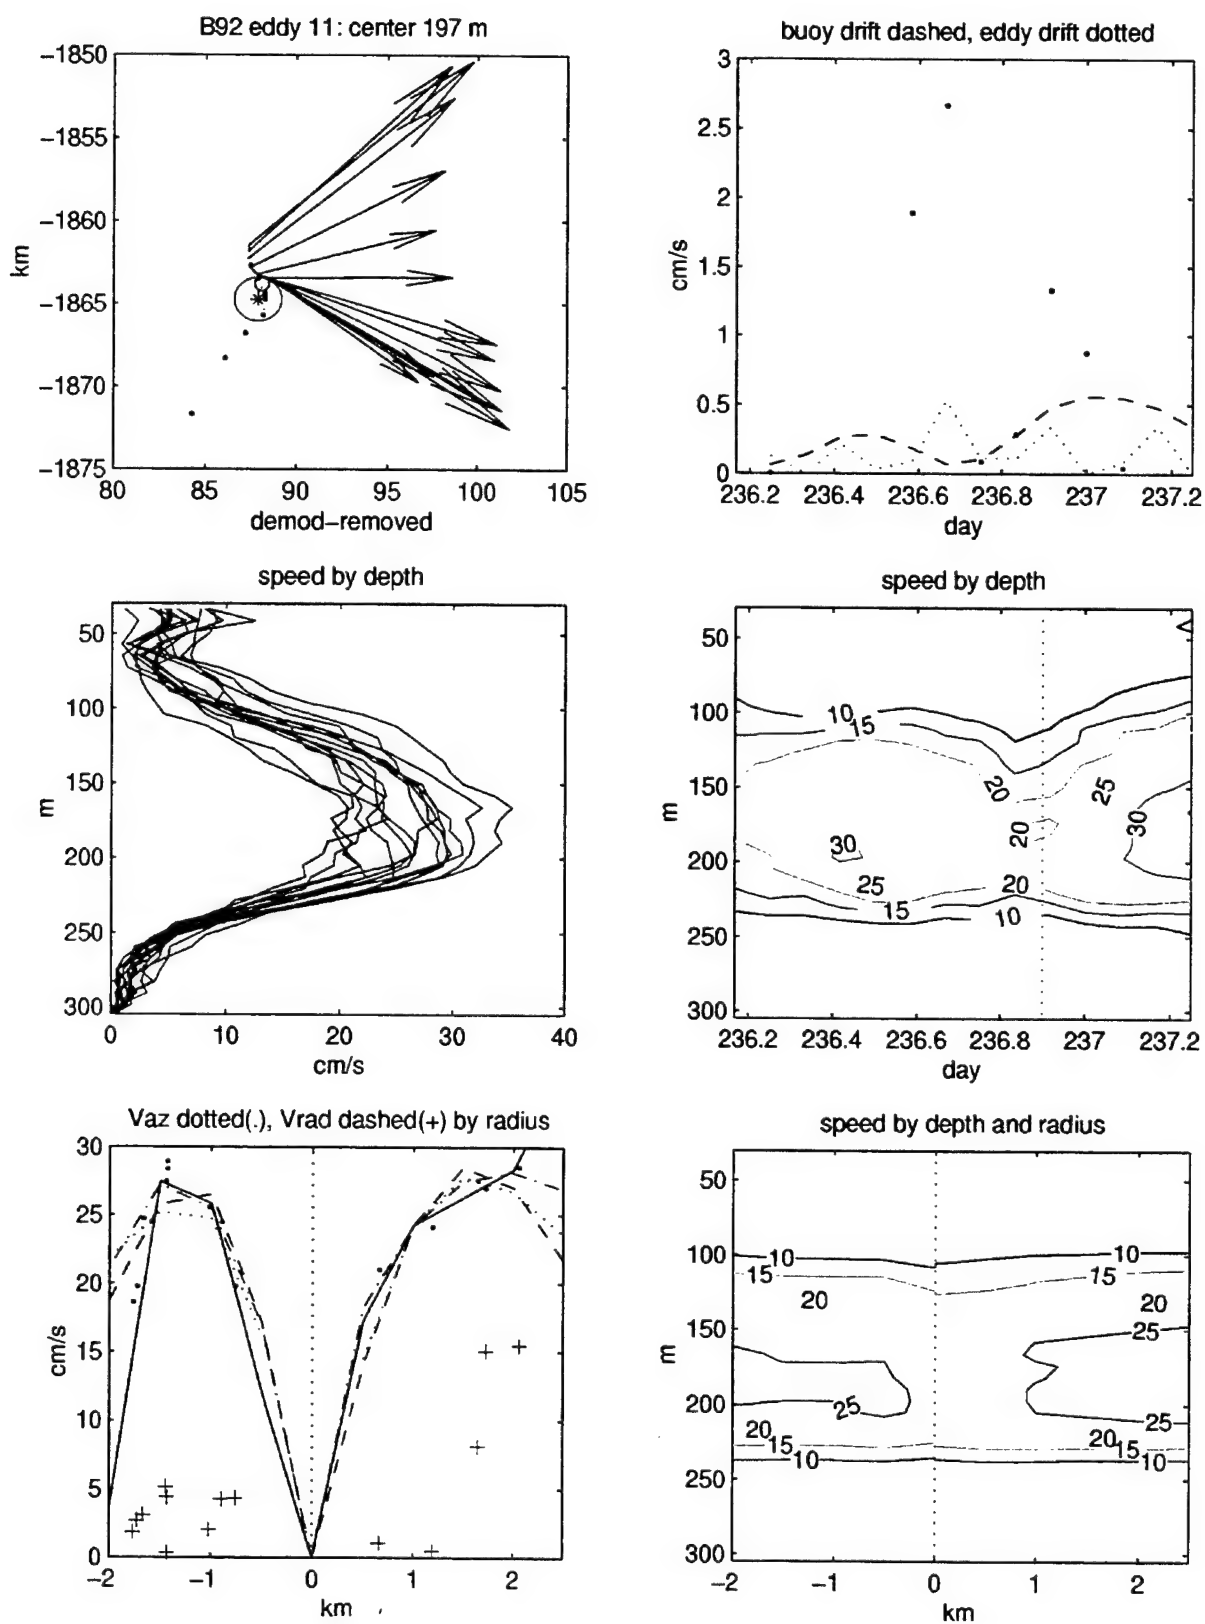 B92 eddy 11: center 197 m
−1850
−1855
−1860
−1865
−1870
−1875
km
80 85 90 95 100 105
demod−removed
buoy drift dashed, eddy drift dotted
3
2.5
2
1.5
1
0.5
0
cm/s
236.2 236.4 236.6 236.8 237 237.2
day
speed by depth
50
100
150
200
250
300
m
0 10 20 30 40
cm/s
speed by depth
50
100
150
200
250
300
m
10
15
20
25
20
30
30
25
20
15
10
236.2 236.4 236.6 236.8 237 237.2
day
Vaz dotted(.), Vrad dashed(+) by radius
30
25
20
15
10
5
0
cm/s
−2 −1 0 1 2
km
speed by depth and radius
50
100
150
200
250
300
m
10 10
15 15
20 20
25
25 25
20 20
15 15
10 10
−2 −1 0 1 2
km